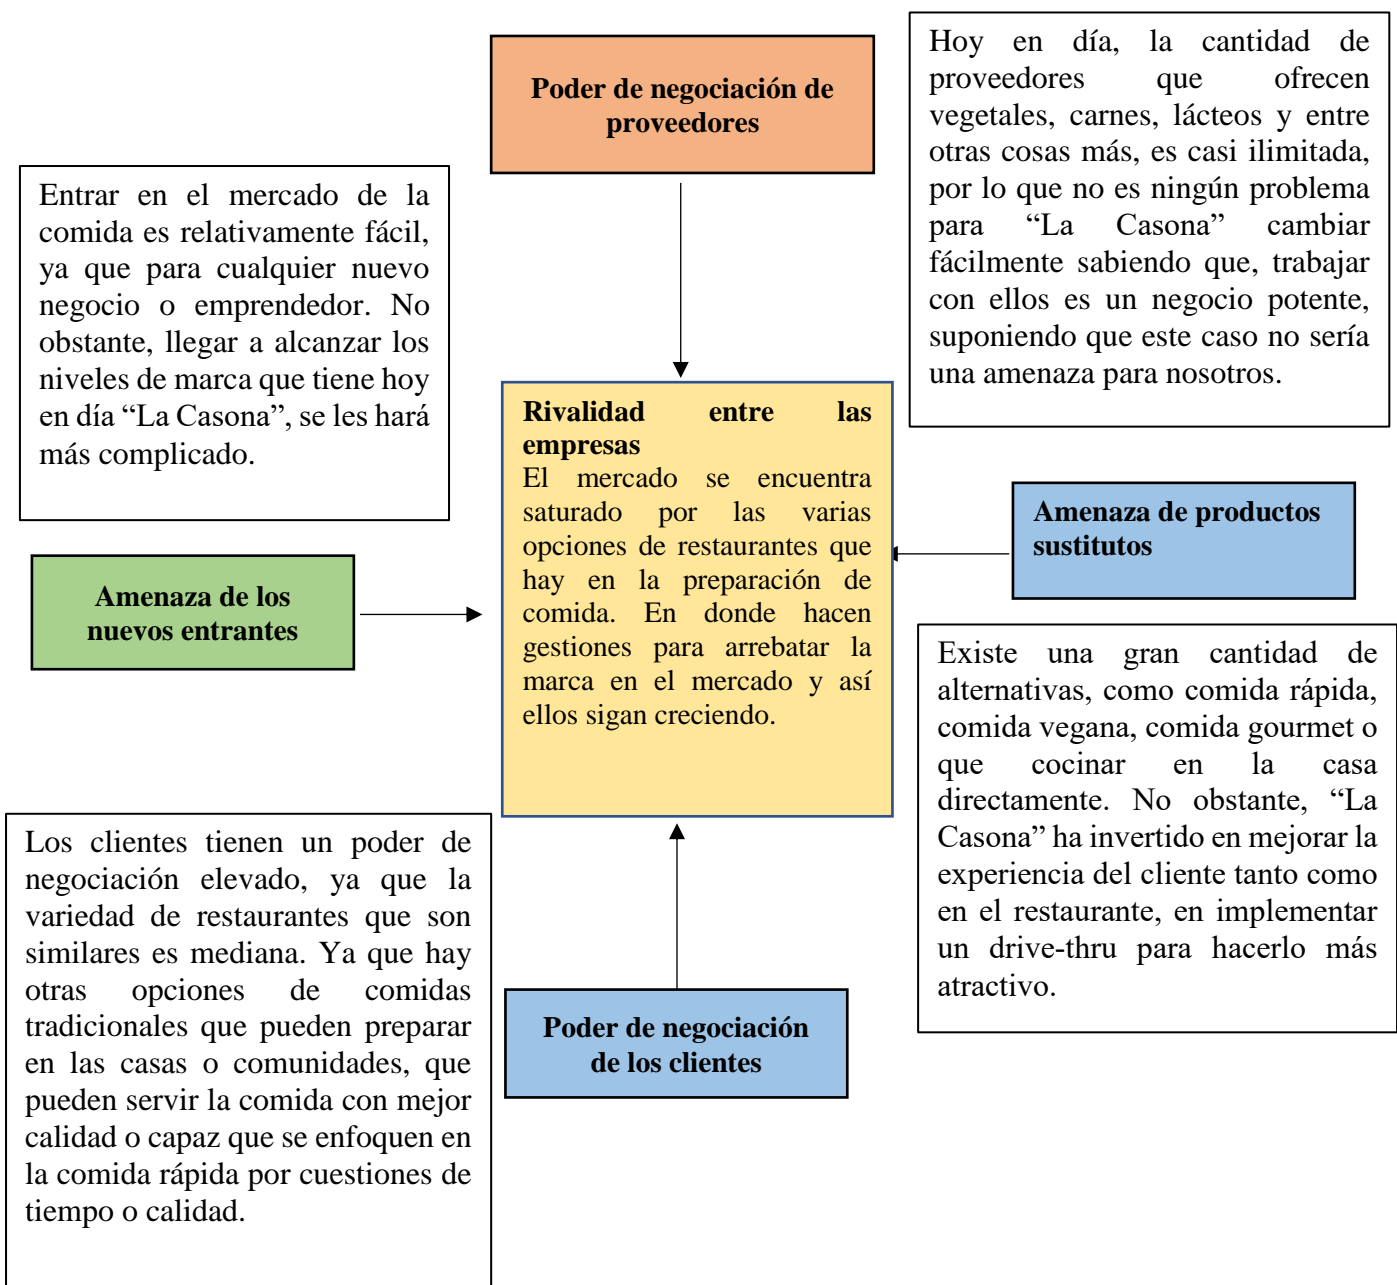 Poder de negociación de
proveedores
Hoy en día, la cantidad de
proveedores que ofrecen
vegetales, carnes, lácteos y entre
otras cosas más, es casi ilimitada,
por lo que no es ningún problema
para “La Casona” cambiar
fácilmente sabiendo que, trabajar
con ellos es un negocio potente,
suponiendo que este caso no sería
una amenaza para nosotros.
Entrar en el mercado de la
comida es relativamente fácil,
ya que para cualquier nuevo
negocio o emprendedor. No
obstante, llegar a alcanzar los
niveles de marca que tiene hoy
en día “La Casona”, se les hará
más complicado.
Amenaza de los
nuevos entrantes
Rivalidad entre las
empresas
El mercado se encuentra
saturado por las varias
opciones de restaurantes que
hay en la preparación de
comida. En donde hacen
gestiones para arrebatar la
marca en el mercado y así
ellos sigan creciendo.
Amenaza de productos
sustitutos
Existe una gran cantidad de
alternativas, como comida rápida,
comida vegana, comida gourmet o
que cocinar en la casa
directamente. No obstante, “La
Casona” ha invertido en mejorar la
experiencia del cliente tanto como
en el restaurante, en implementar
un drive-thru para hacerlo más
atractivo.
Los clientes tienen un poder de
negociación elevado, ya que la
variedad de restaurantes que son
similares es mediana. Ya que hay
otras opciones de comidas
tradicionales que pueden preparar
en las casas o comunidades, que
pueden servir la comida con mejor
calidad o capaz que se enfoquen en
la comida rápida por cuestiones de
tiempo o calidad.
Poder de negociación
de los clientes